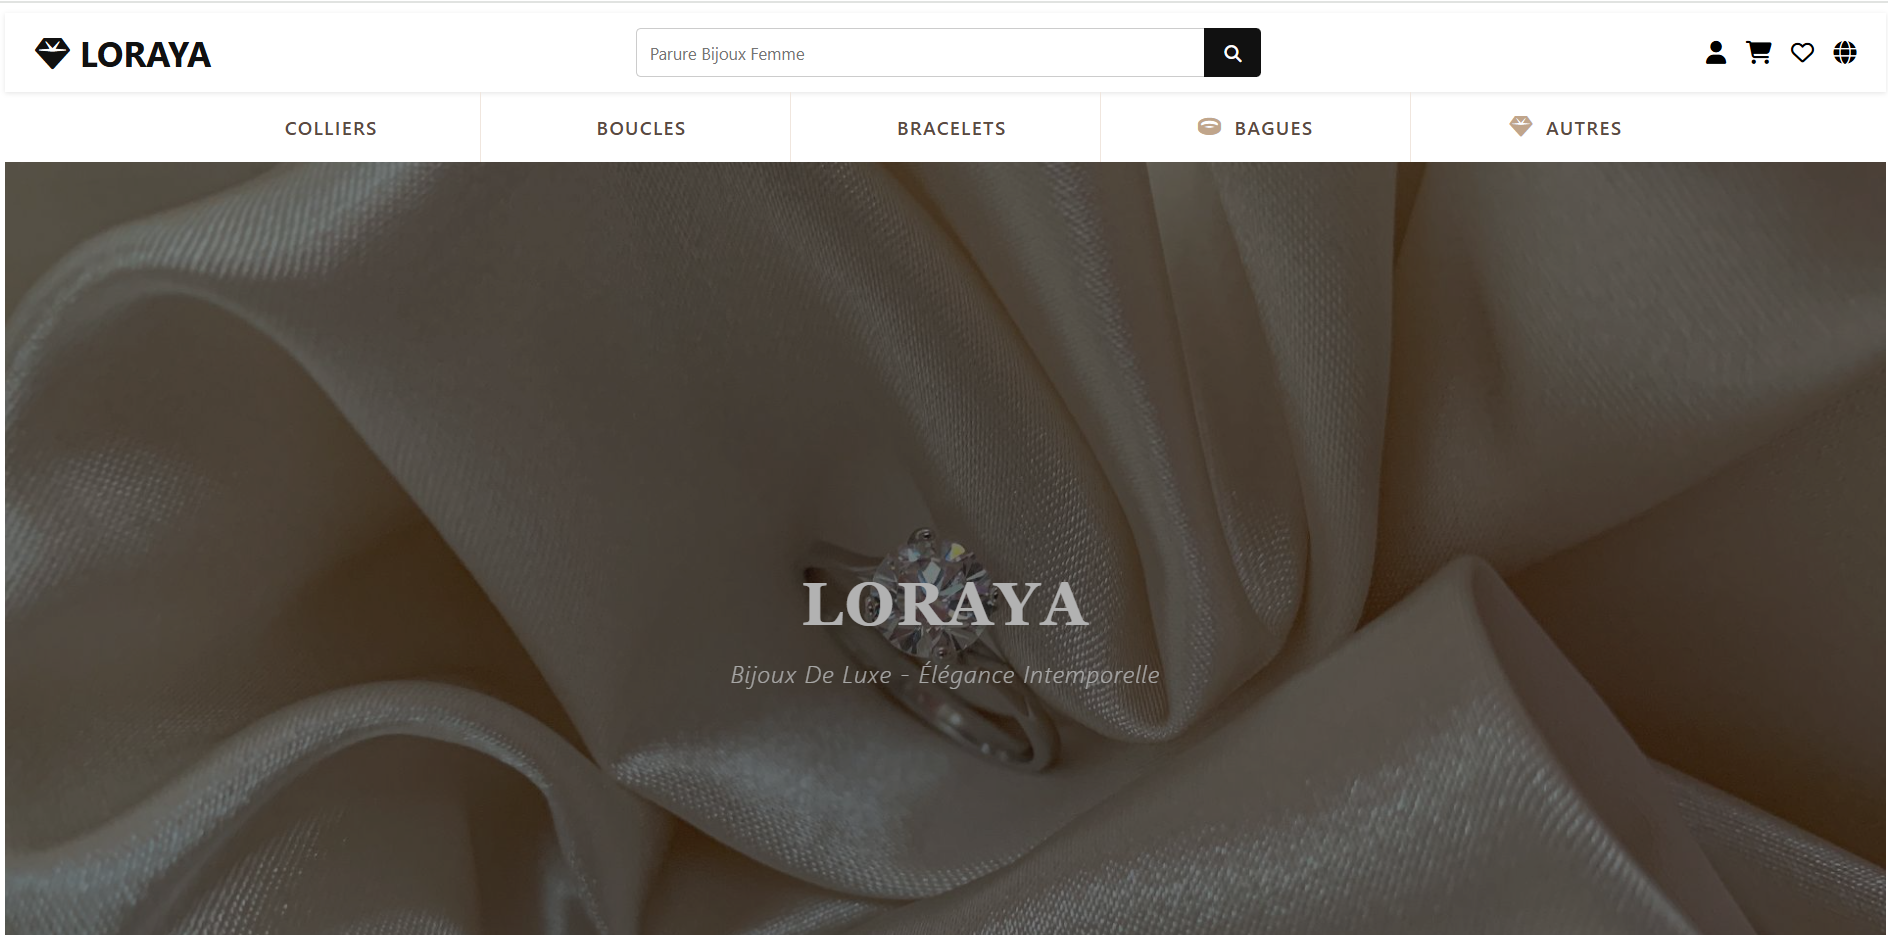 LORAYA
Parure Bijoux Femme
COLLIERS
BOUCLES
BRACELETS
BAGUES
AUTRES
LORAYA
Bijoux De Luxe - Élégance Intemporelle